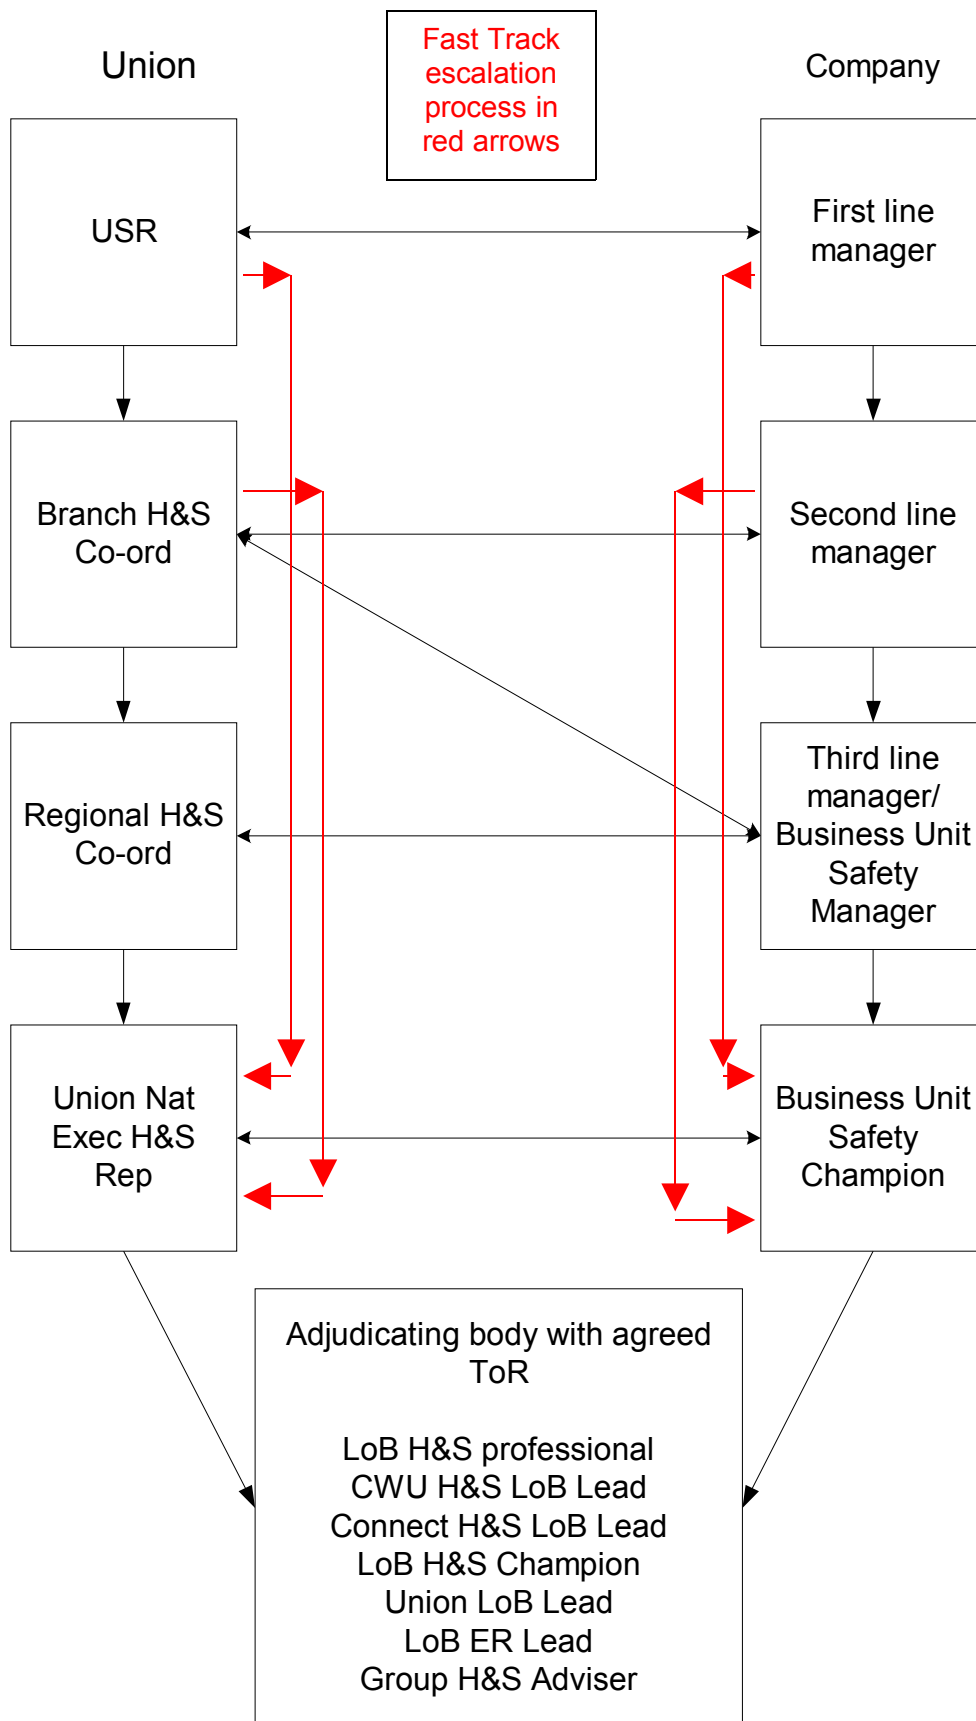 Union
Fast Track
escalation
process in
red arrows
Company
USR
First line
manager
Branch H&S
Co-ord
Second line
manager
Regional H&S
Co-ord
Third line
manager/
Business Unit
Safety
Manager
Union Nat
Exec H&S
Rep
Business Unit
Safety
Champion
Adjudicating body with agreed
ToR
LoB H&S professional
CWU H&S LoB Lead
Connect H&S LoB Lead
LoB H&S Champion
Union LoB Lead
LoB ER Lead
Group H&S Adviser